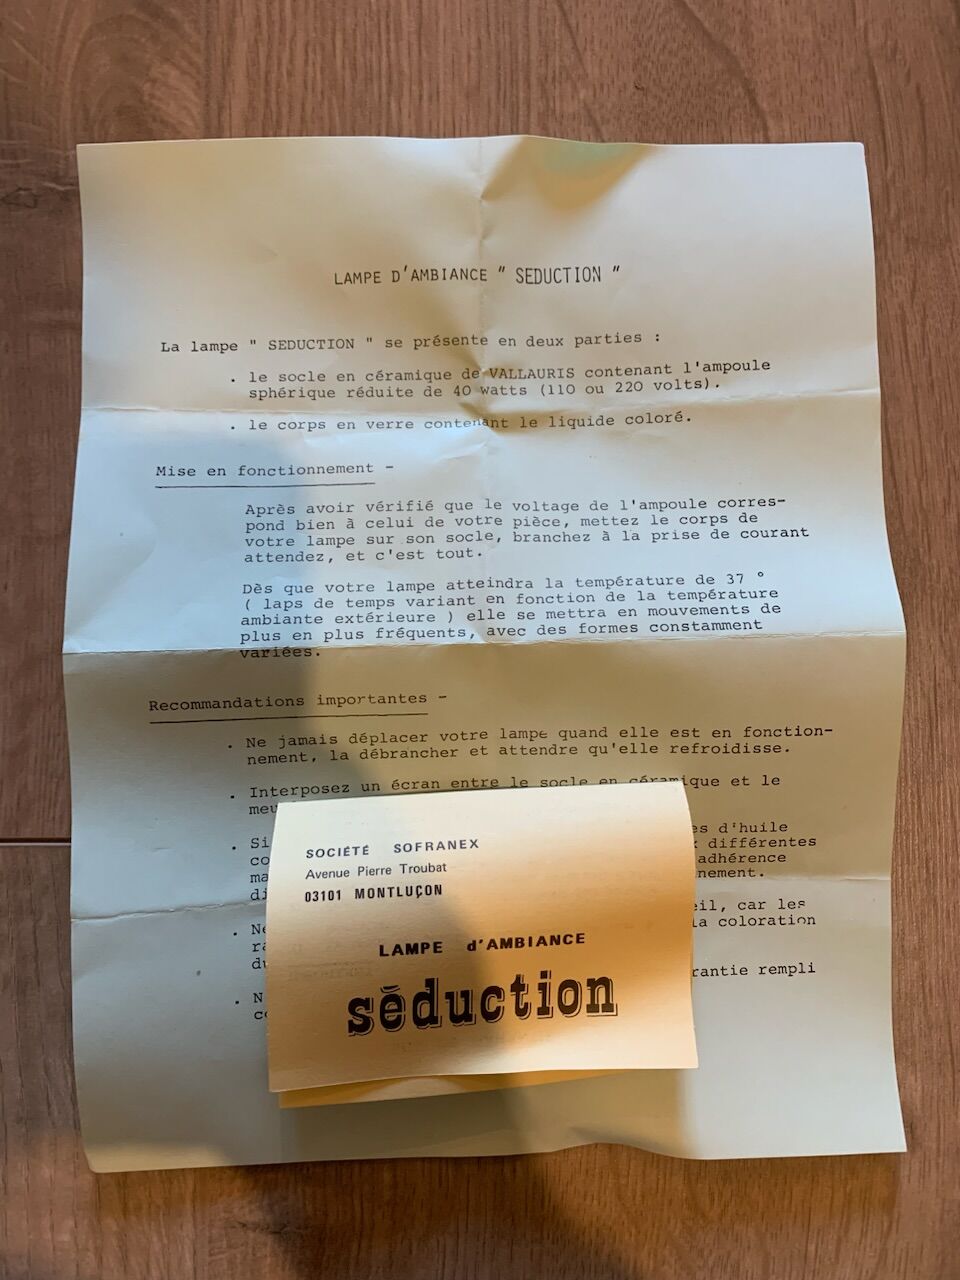 LAMPE D'AMBIANCE " SEDUCTION "
La lampe " SEDUCTION " se présente en deux parties :
. le socle en céramique de VALLAURIS contenant l'ampoule
sphérique réduite de 40 watts (110 ou 220 volts).
. le corps en verre contenant le liquide coloré.
Mise en fonctionnement -
Après avoir vérifié que le voltage de l'ampoule corres-
pond bien à celui de votre pièce, mettez le corps de
votre lampe sur son socle, branchez à la prise de courant
attendez, et c'est tout.
Dès que votre lampe atteindra la température de 37 °
( laps de temps variant en fonction de la température
ambiante extérieure ) elle se mettra en mouvements de
plus en plus fréquents, avec des formes constamment
variées.
Recommandations importantes -
. Ne jamais déplacer votre lampe quand elle est en fonction-
nement, la débrancher et attendre qu'elle refroidisse.
. Interposez un écran entre le socle en céramique et le
. Si
d'huile
différentes
adhérence
. car les
la coloration
rempli
SOCIÉTÉ SOFRANEX
Avenue Pierre Troubat
03101 MONTLUÇON
LAMPE d'AMBIANCE
séduction